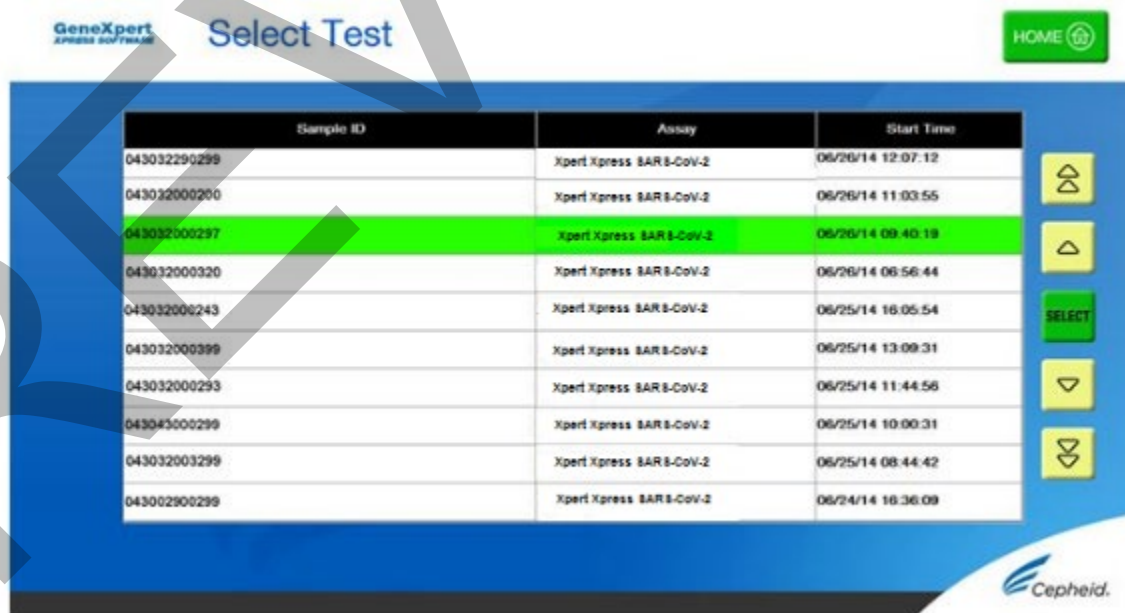 GeneXpert
XPRESS SOFTWARE
Select Test
HOME
Sample ID Assay Start Time
043032290299 Xpert Xpress SARS-CoV-2 06/26/14 12:07:12
043032000200 Xpert Xpress SARS-CoV-2 06/26/14 11:03:55
043032000297 Xpert Xpress SARS-CoV-2 06/26/14 09:40:19
043032000320 Xpert Xpress SARS-CoV-2 06/26/14 06:56:44
043032000243 Xpert Xpress SARS-CoV-2 06/25/14 16:05:54
SELECT
043032000399 Xpert Xpress SARS-CoV-2 06/25/14 13:09:31
043032000293 Xpert Xpress SARS-CoV-2 06/25/14 11:44:56
043043000299 Xpert Xpress SARS-CoV-2 06/25/14 10:00:31
043032003299 Xpert Xpress SARS-CoV-2 06/25/14 08:44:42
043002900299 Xpert Xpress SARS-CoV-2 06/24/14 16:36:09
Cepheid.